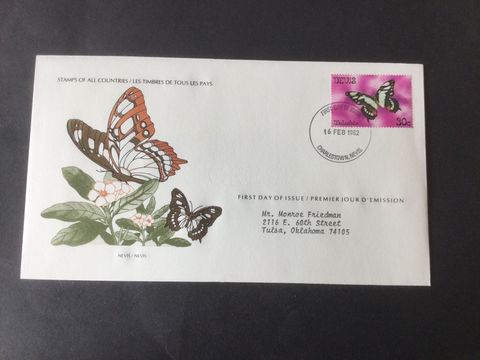 STAMPS OF ALL COUNTRIES / LES TIMBRES DE TOUS LES PAYS
NEVIS
30c
16 FEB 1982
CHARLESTOWN, NEVIS.
FIRST DAY OF ISSUE / PREMIER JOUR D'EMISSION
Mr. Monroe Friedman
2116 E. 60th Street
Tulsa, Oklahoma 74105
NEVIS / NEVIS